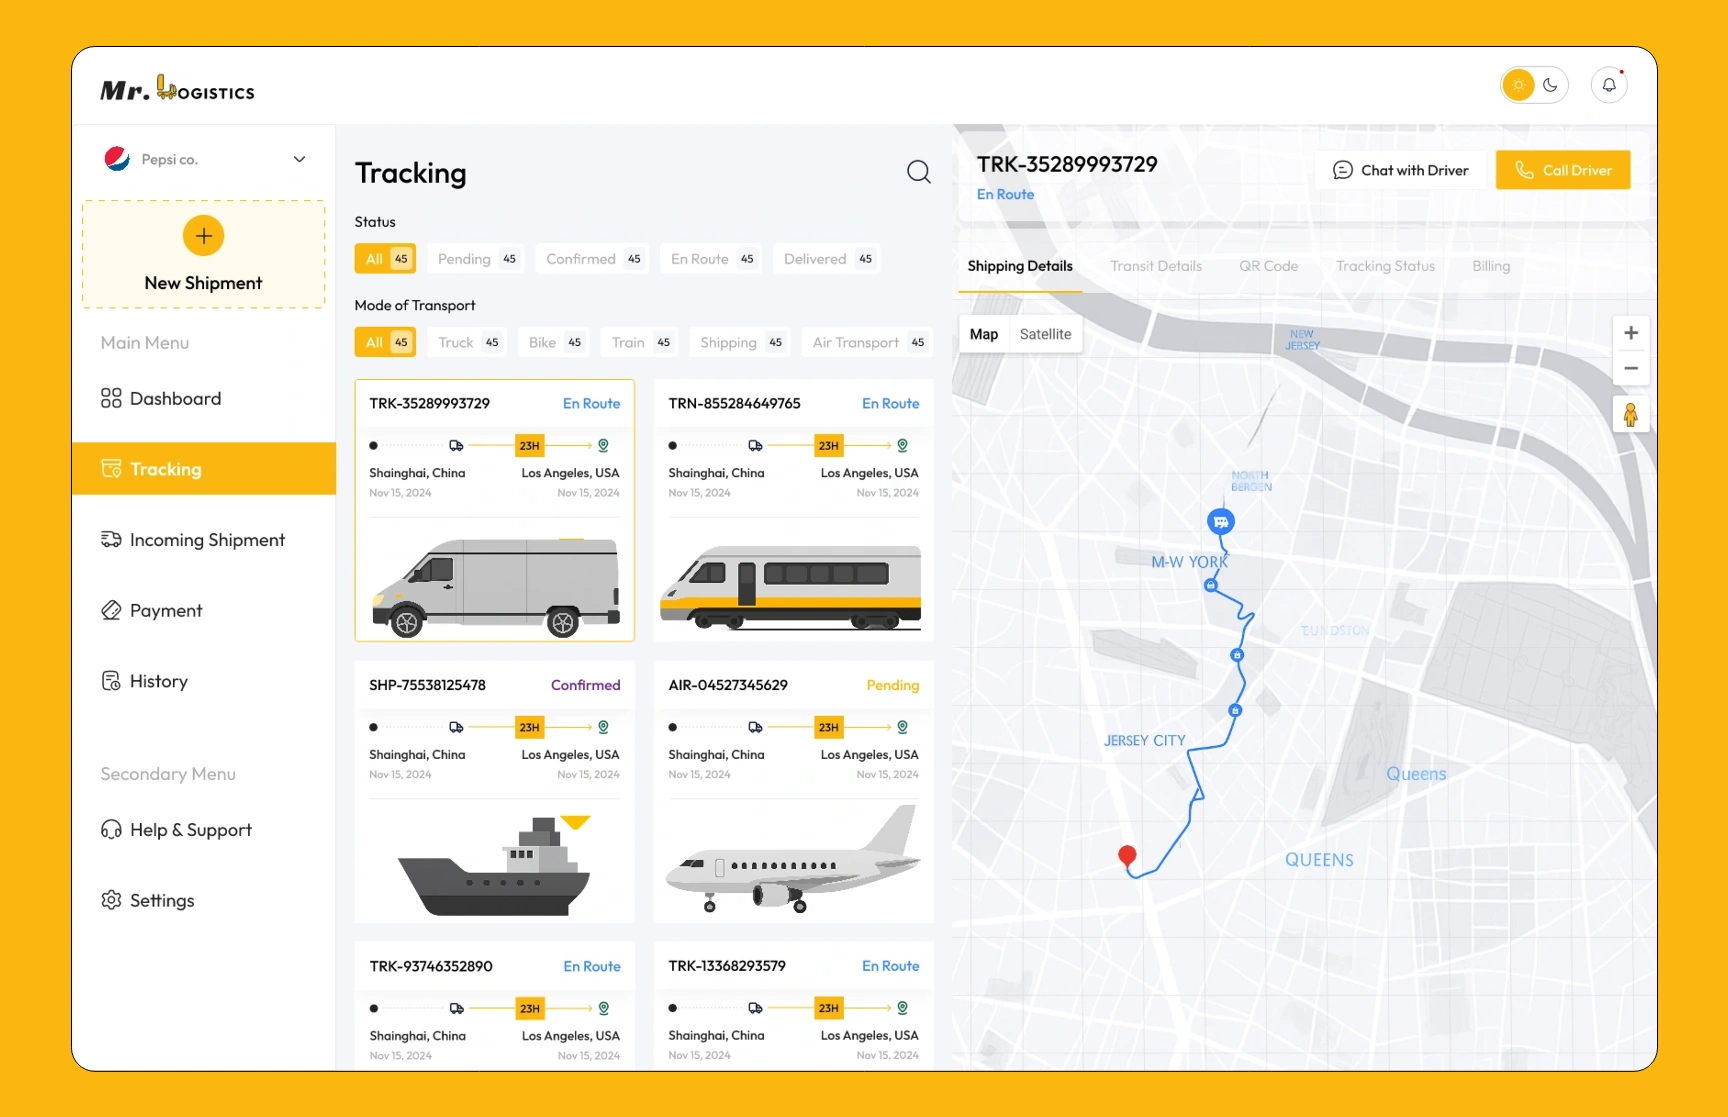 Mr. LOGISTICS
Pepsi co.
New Shipment
Main Menu
Dashboard
Tracking
Incoming Shipment
Payment
History
Secondary Menu
Help & Support
Settings
Tracking
Status
All 45 Pending 45 Confirmed 45 En Route 45 Delivered 45
Mode of Transport
All 45 Truck 45 Bike 45 Train 45 Shipping 45 Air Transport 45
TRK-35289993729 En Route
23H
Shainghai, China Los Angeles, USA
Nov 15, 2024 Nov 15, 2024
TRN-855284649765 En Route
23H
Shainghai, China Los Angeles, USA
Nov 15, 2024 Nov 15, 2024
SHP-75538125478 Confirmed
23H
Shainghai, China Los Angeles, USA
Nov 15, 2024 Nov 15, 2024
AIR-04527345629 Pending
23H
Shainghai, China Los Angeles, USA
Nov 15, 2024 Nov 15, 2024
TRK-93746352890 En Route
23H
Shainghai, China Los Angeles, USA
Nov 15, 2024 Nov 15, 2024
TRK-13368293579 En Route
23H
Shainghai, China Los Angeles, USA
Nov 15, 2024 Nov 15, 2024
TRK-35289993729
En Route
Chat with Driver
Call Driver
Shipping Details Transit Details QR Code Tracking Status Billing
Map Satellite
NEW
JEBSEY
NORTH
BERGEN
M-W YORK
JERSEY CITY
Queens
QUEENS